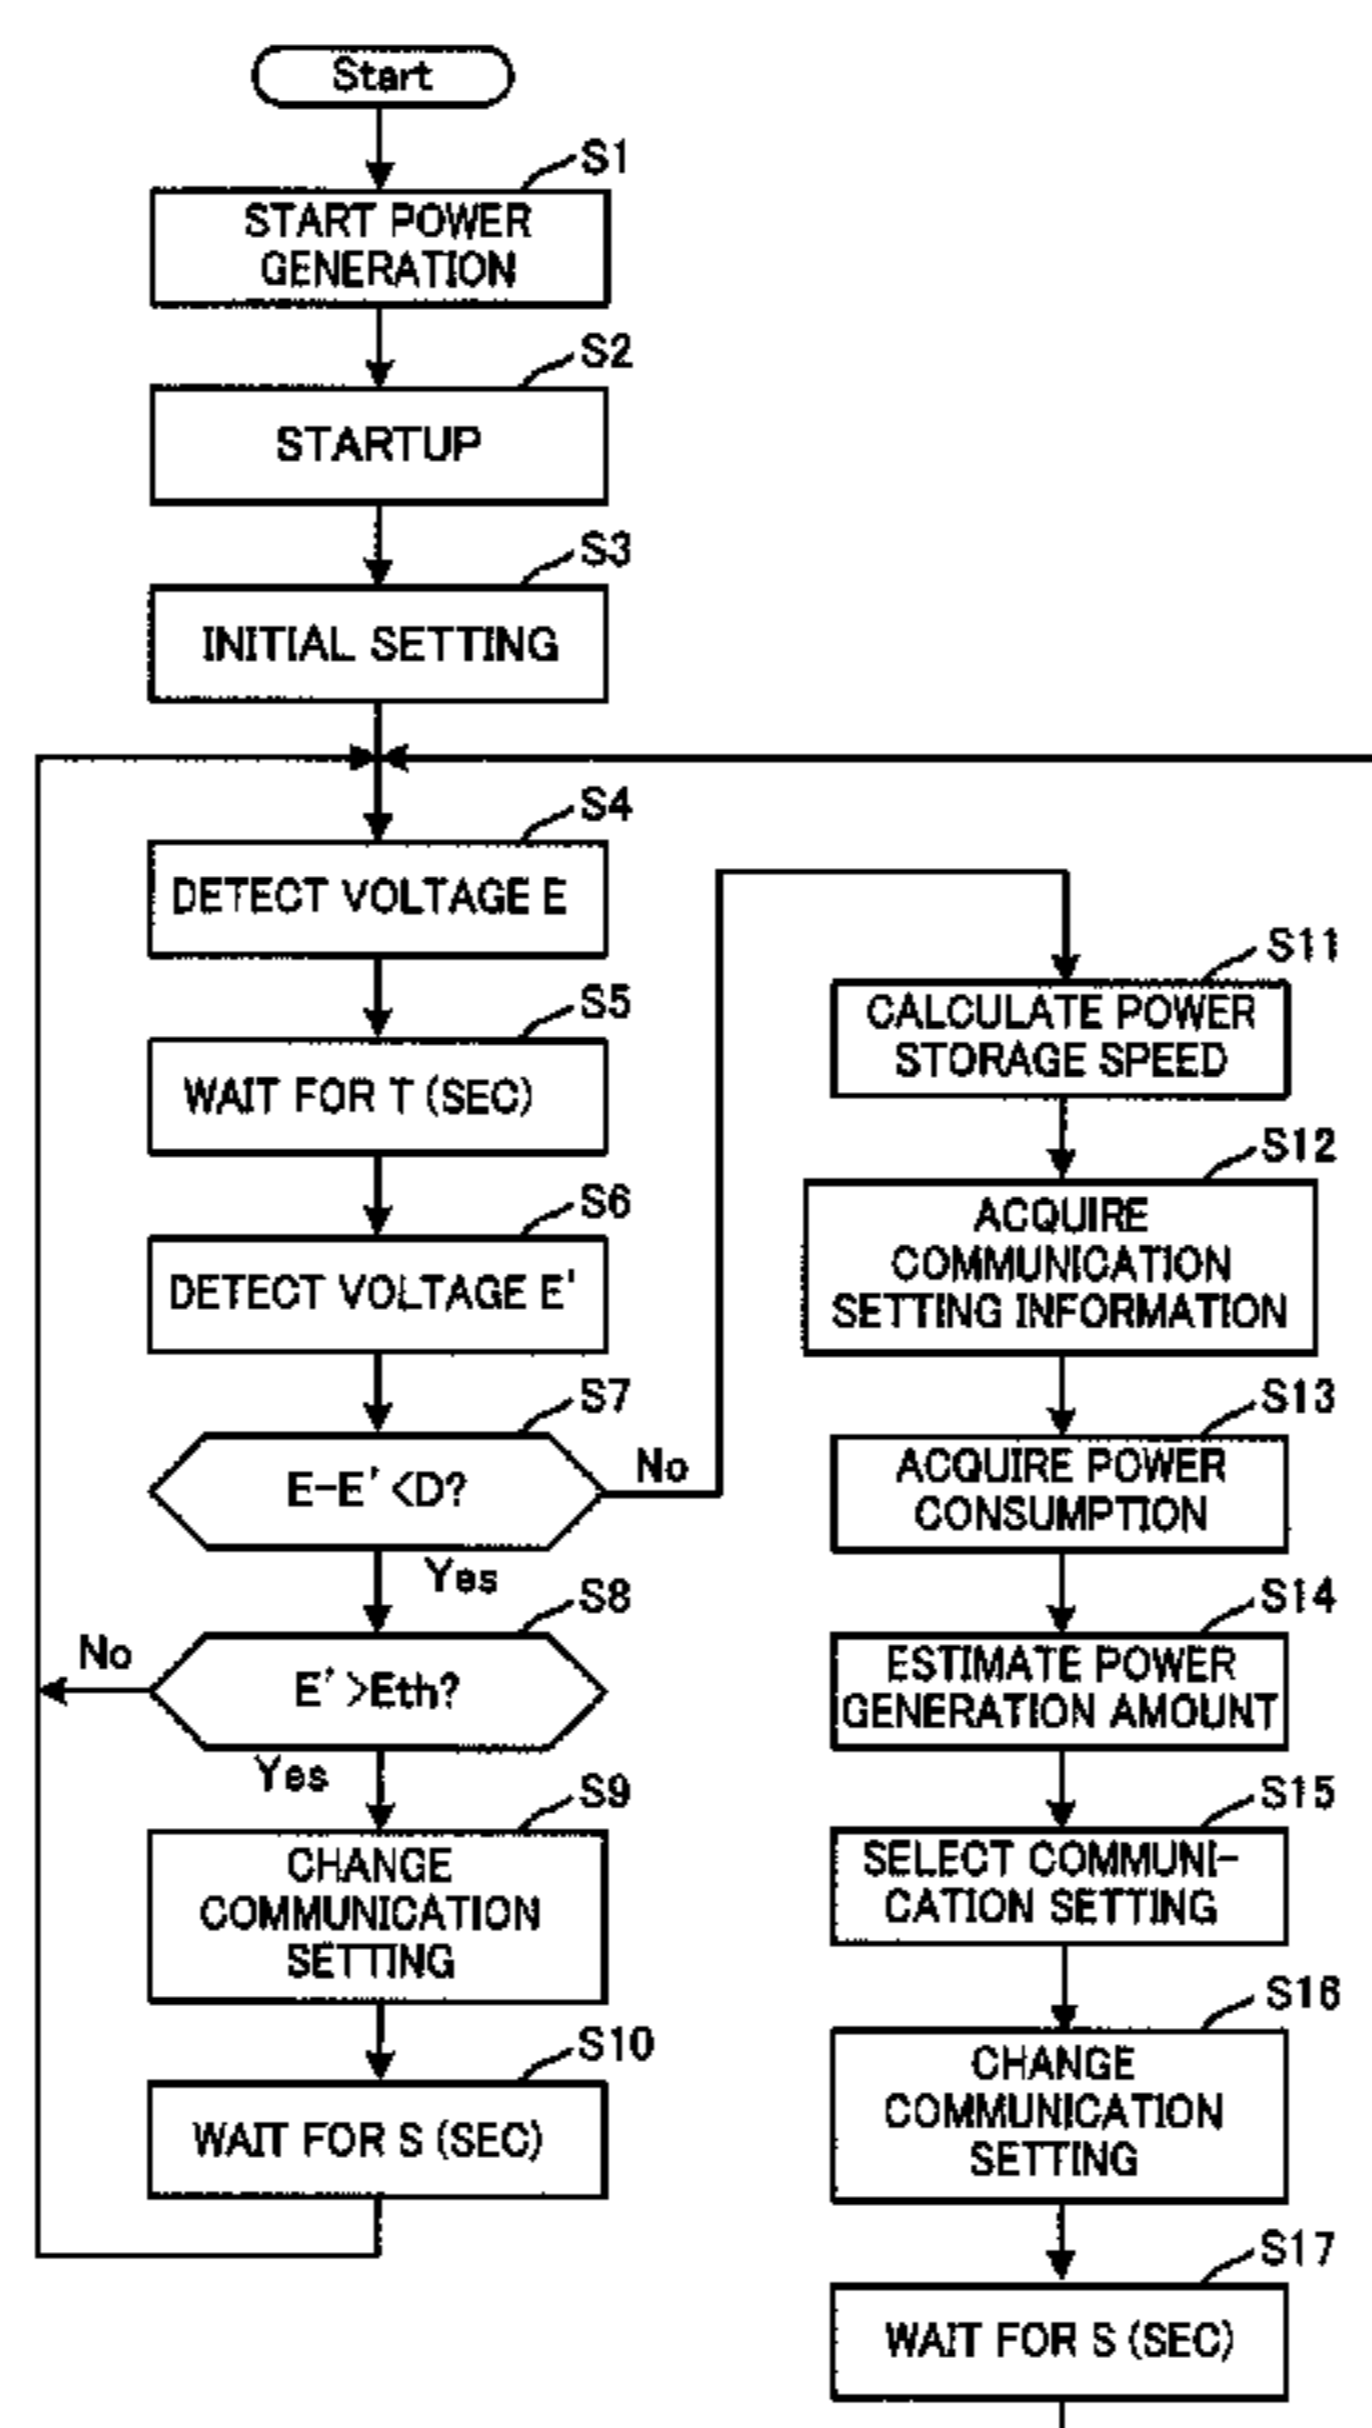 Start
S1
START POWER
GENERATION
S2
STARTUP
S3
INITIAL SETTING
S4
DETECT VOLTAGE E
S5
WAIT FOR T (SEC)
S6
DETECT VOLTAGE E'
S7
E-E' <D?
No
Yes
S8
E' >Eth?
No
Yes
S9
CHANGE
COMMUNICATION
SETTING
S10
WAIT FOR S (SEC)
S11
CALCULATE POWER
STORAGE SPEED
S12
ACQUIRE
COMMUNICATION
SETTING INFORMATION
S13
ACQUIRE POWER
CONSUMPTION
S14
ESTIMATE POWER
GENERATION AMOUNT
S15
SELECT COMMUNI-
CATION SETTING
S16
CHANGE
COMMUNICATION
SETTING
S17
WAIT FOR S (SEC)